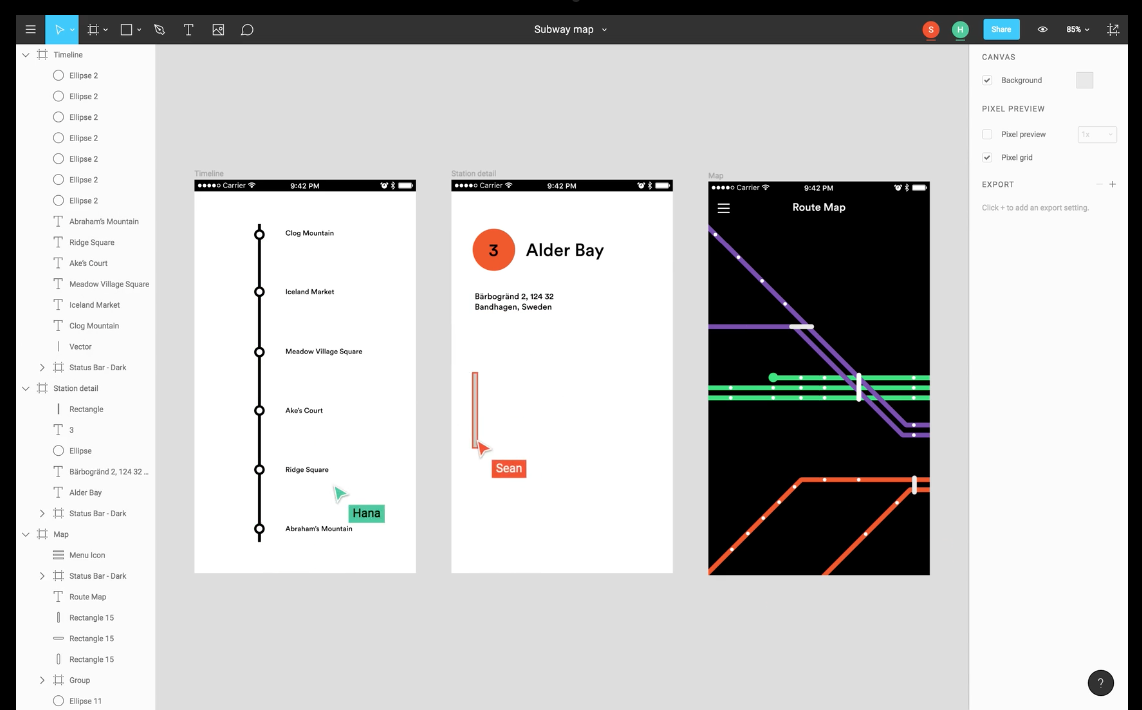 Subway map
S
H
Share
85%
Timeline
Ellipse 2
Ellipse 2
Ellipse 2
Ellipse 2
Ellipse 2
Ellipse 2
Ellipse 2
Abraham's Mountain
Ridge Square
Ake's Court
Meadow Village Square
Iceland Market
Clog Mountain
Vector
Status Bar - Dark
Station detail
Rectangle
3
Ellipse
Bärbogränd 2, 124 32 ...
Alder Bay
Status Bar - Dark
Map
Menu Icon
Status Bar - Dark
Route Map
Rectangle 15
Rectangle 15
Rectangle 15
Group
Ellipse 11
Timeline
Carrier 9:42 PM
Clog Mountain
Iceland Market
Meadow Village Square
Ake's Court
Ridge Square
Hana
Abraham's Mountain
Station detail
Carrier 9:42 PM
3 Alder Bay
Bärbogränd 2, 124 32
Bandhagen, Sweden
Sean
Map
Carrier 9:42 PM
Route Map
CANVAS
Background
PIXEL PREVIEW
Pixel preview 1x
Pixel grid
EXPORT
Click + to add an export setting.
?